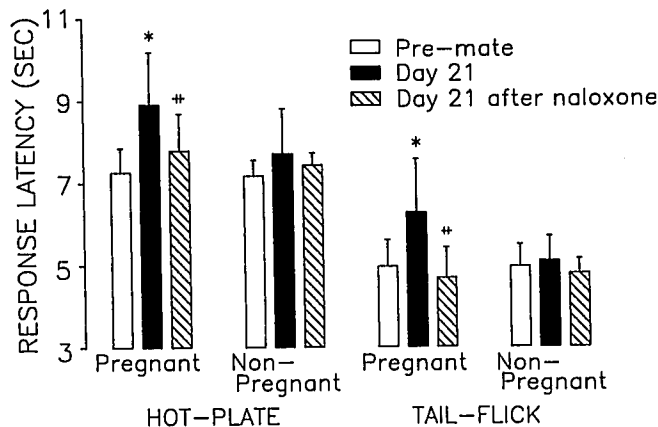 11
9
7
5
3
RESPONSE LATENCY (SEC)
Pre-mate
Day 21
Day 21 after naloxone
*
#
*
#
Pregnant
Non-
Pregnant
Pregnant
Non-
Pregnant
HOT-PLATE
TAIL-FLICK